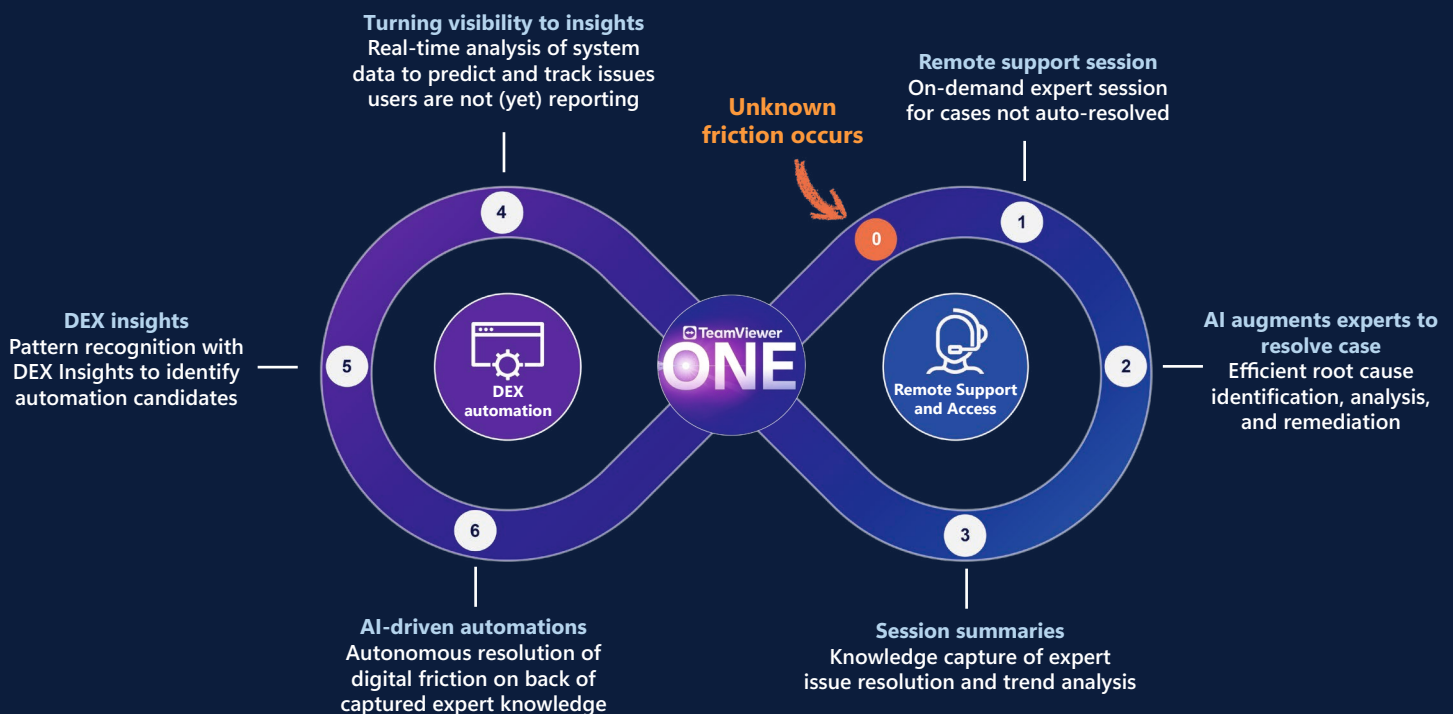 Turning visibility to insights
Real-time analysis of system
data to predict and track issues
users are not (yet) reporting
Unknown
friction occurs
Remote support session
On-demand expert session
for cases not auto-resolved
4
0
1
DEX insights
Pattern recognition with
DEX Insights to identify
automation candidates
5
DEX
automation
TeamViewer
ONE
Remote Support
and Access
2
AI augments experts to
resolve case
Efficient root cause
identification, analysis,
and remediation
6
3
AI-driven automations
Autonomous resolution of
digital friction on back of
captured expert knowledge
Session summaries
Knowledge capture of expert
issue resolution and trend analysis